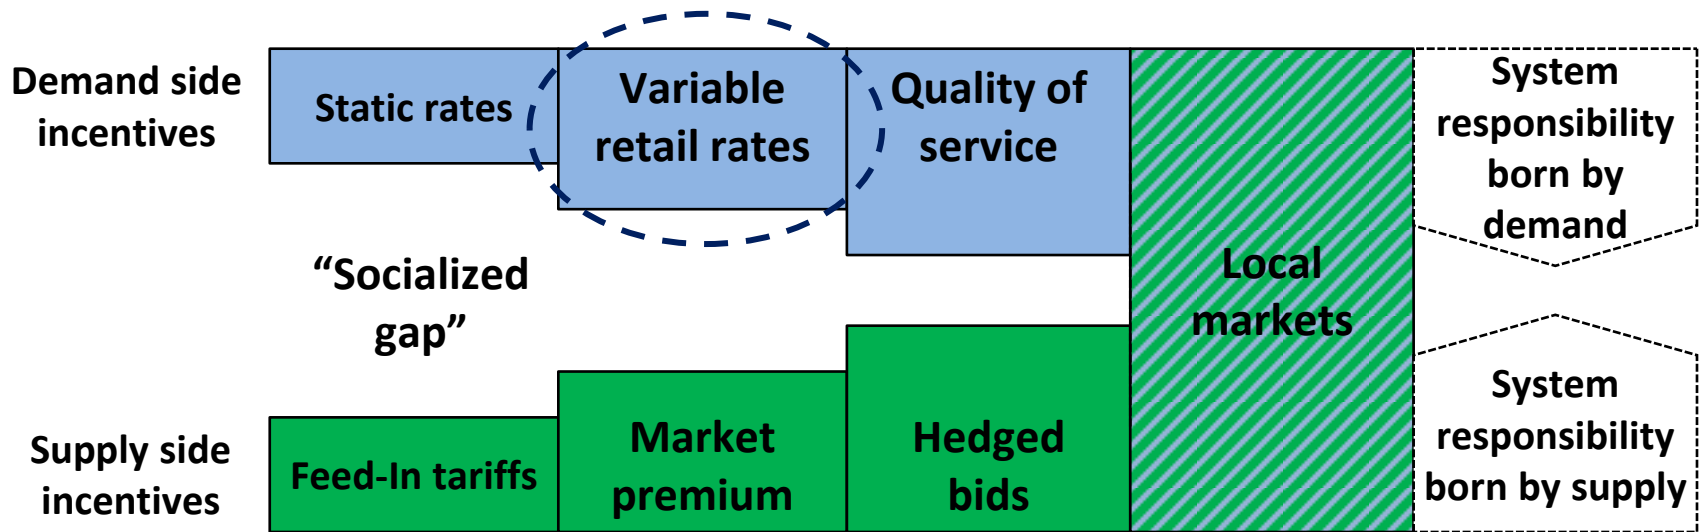 Demand side
incentives
Static rates
Variable
retail rates
Quality of
service
System
responsibility
born by
demand
“Socialized
gap”
Local
markets
Supply side
incentives
Feed-In tariffs
Market
premium
Hedged
bids
System
responsibility
born by supply